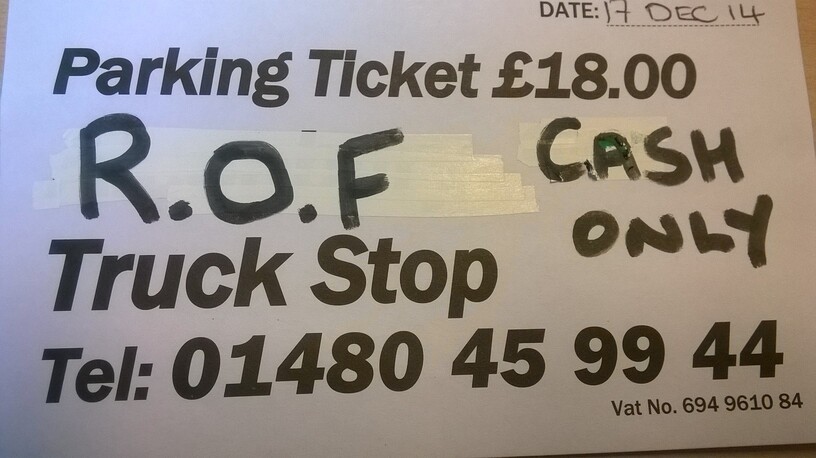 DATE: 17 DEC 14
Parking Ticket £18.00
R.O.F CASH
ONLY
Truck Stop
Tel: 01480 45 99 44
Vat No. 694 9610 84